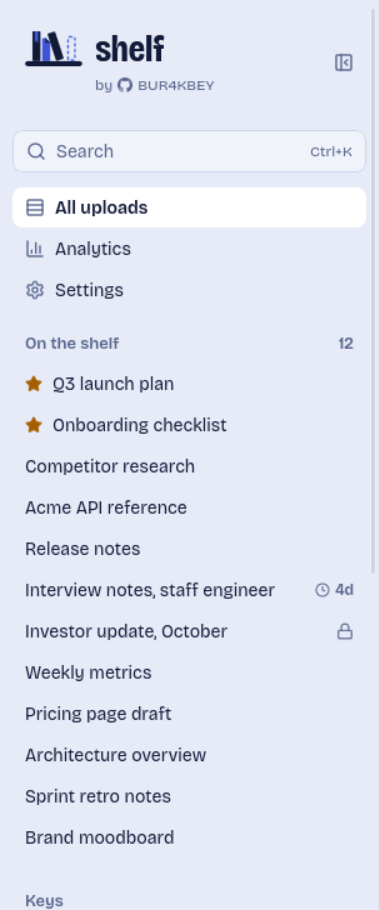 shelf
by BUR4KBEY
Search Ctrl+K
All uploads
Analytics
Settings
On the shelf 12
Q3 launch plan
Onboarding checklist
Competitor research
Acme API reference
Release notes
Interview notes, staff engineer 4d
Investor update, October
Weekly metrics
Pricing page draft
Architecture overview
Sprint retro notes
Brand moodboard
Keys